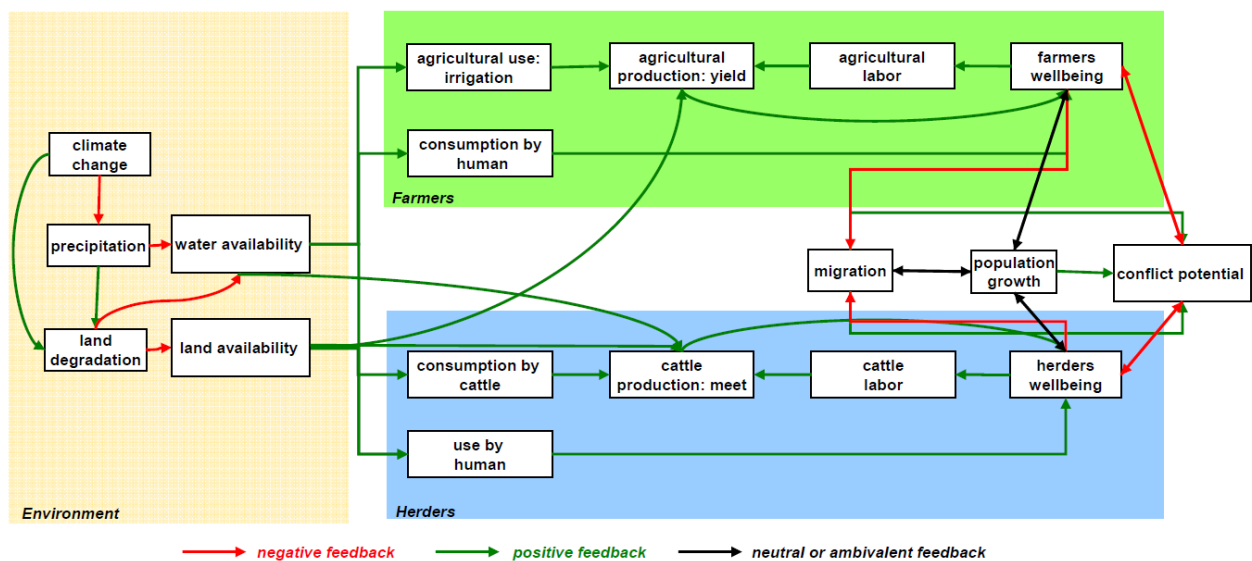 climate
change
precipitation
water availability
land
degradation
land availability
Environment
agricultural use:
irrigation
agricultural
production: yield
agricultural
labor
farmers
wellbeing
consumption by
human
Farmers
migration
population
growth
conflict potential
consumption by
cattle
cattle
production: meet
cattle
labor
herders
wellbeing
use by
human
Herders
negative feedback
positive feedback
neutral or ambivalent feedback